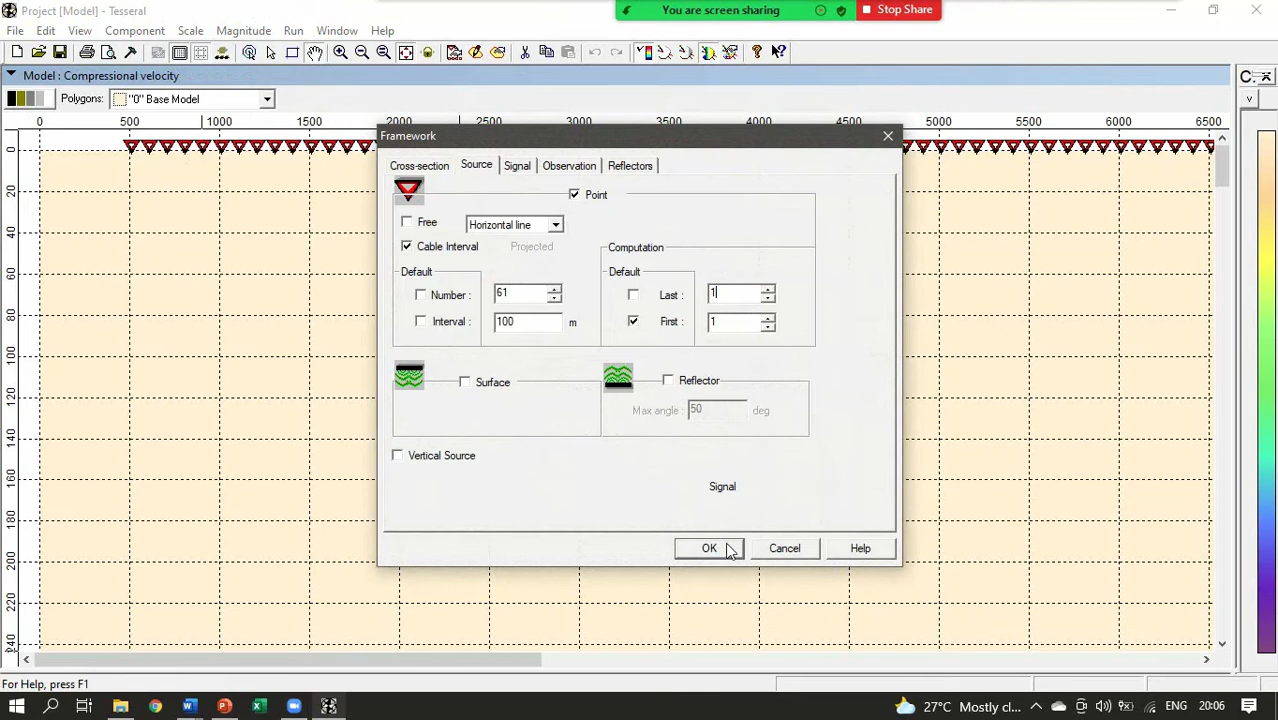 Project [Model] - Tesseral
You are screen sharing
Stop Share
File Edit View Component Scale Magnitude Run Window Help
Model : Compressional velocity
C..
Polygons: "0" Base Model
0 500 1000 1500 2000 2500 3000 3500 4000 4500 5000 5500 6000 6500
Framework
Cross-section Source Signal Observation Reflectors
Point
Free Horizontal line
Cable Interval Projected Computation
Default Default
Number : 61 Last : 1
Interval : 100 m First : 1
Surface Reflector
Max angle : 50 deg
Vertical Source
Signal
OK Cancel Help
0
20
40
60
80
100
120
140
160
180
200
220
240
For Help, press F1
27°C Mostly cl... ENG 20:06